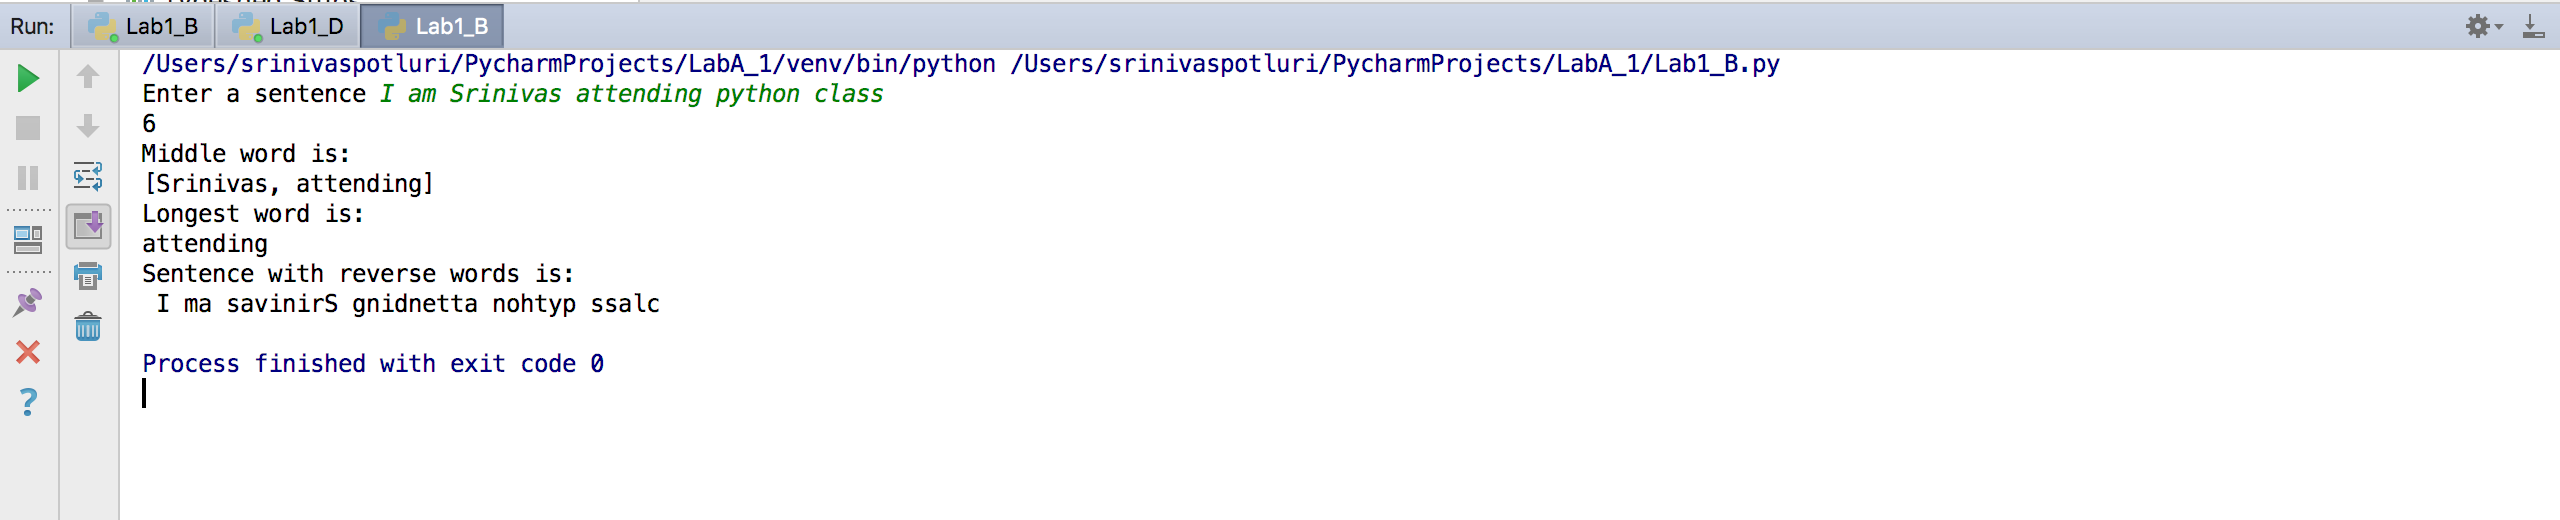 Run: Lab1_B Lab1_D Lab1_B
/Users/srinivaspotluri/PycharmProjects/LabA_1/venv/bin/python /Users/srinivaspotluri/PycharmProjects/LabA_1/Lab1_B.py
Enter a sentence I am Srinivas attending python class
6
Middle word is:
[Srinivas, attending]
Longest word is:
attending
Sentence with reverse words is:
I ma savinirS gnidnetta nohtyp ssalc
Process finished with exit code 0